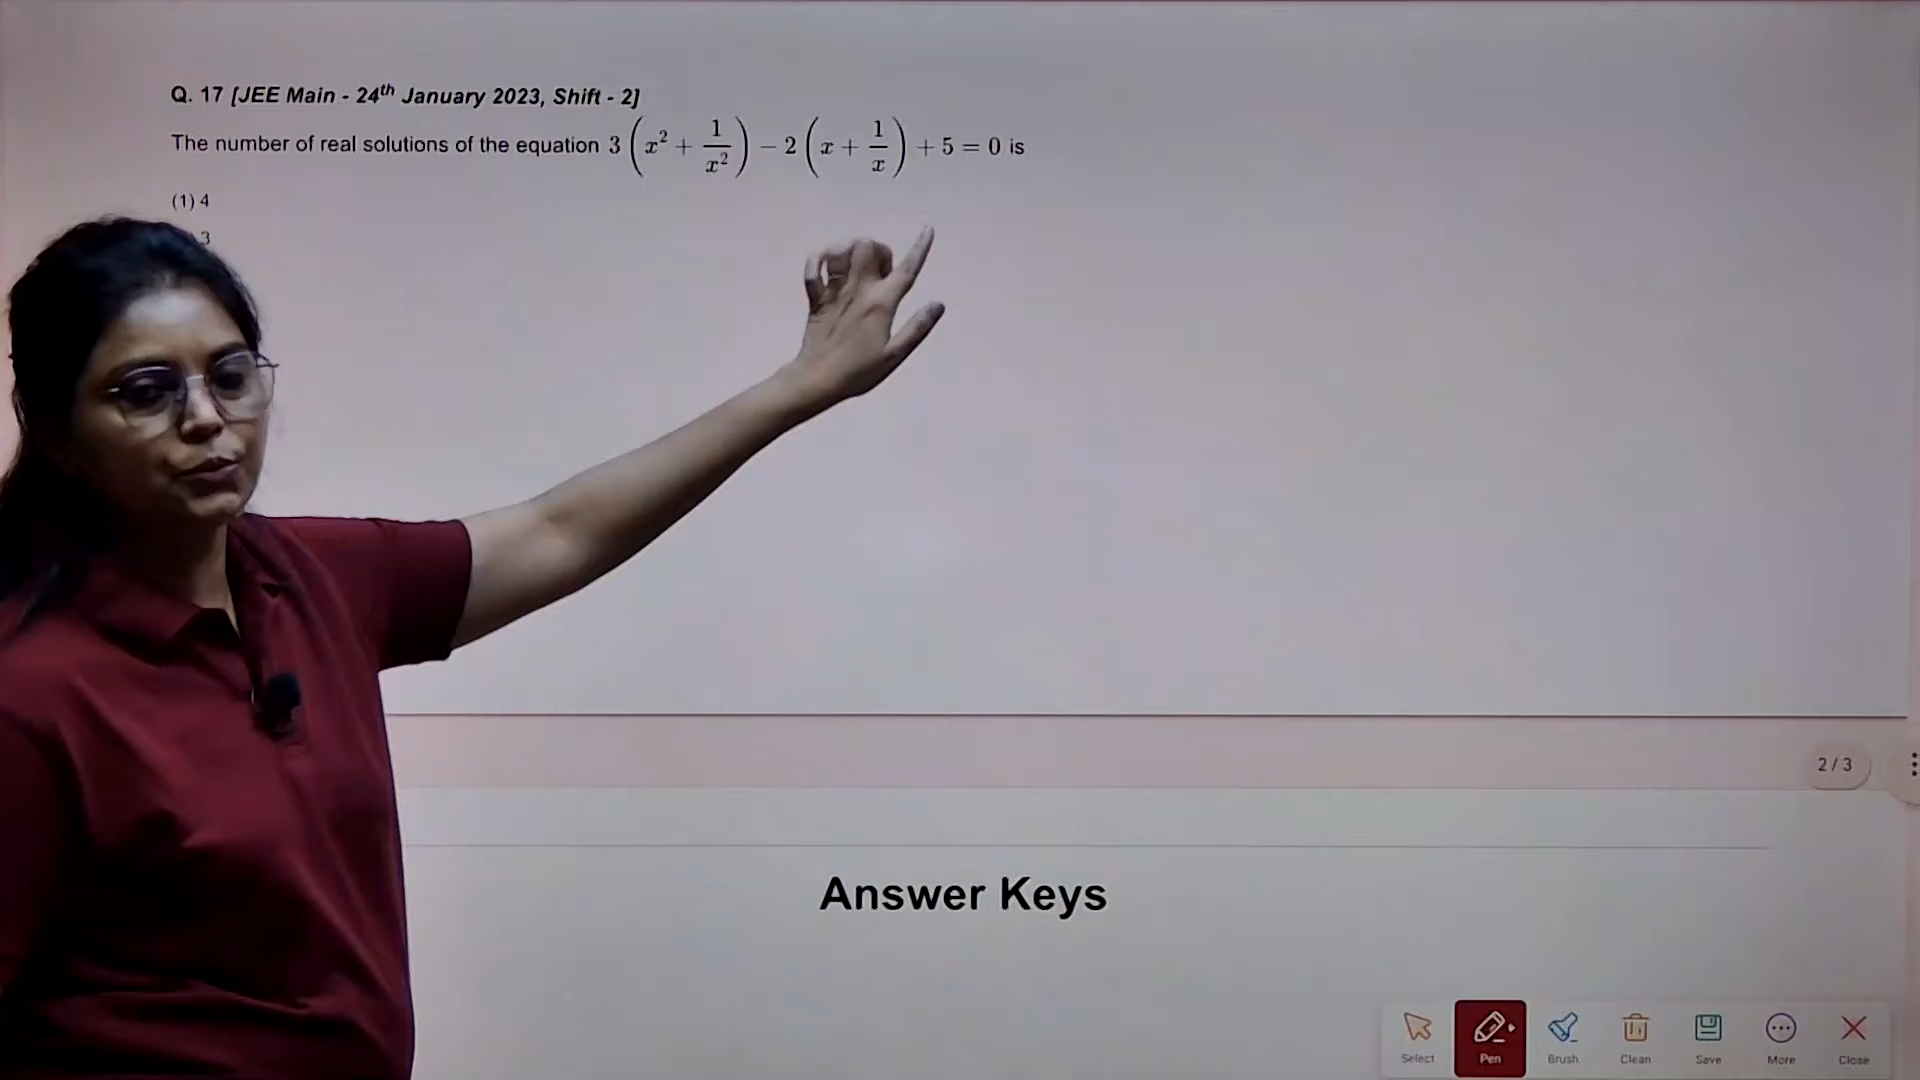 Q. 17 [JEE Main - 24th January 2023, Shift - 2]
The number of real solutions of the equation 3 (x² + 1/x²) − 2 (x + 1/x) + 5 = 0 is
(1) 4
3
2 / 3
Answer Keys
Select Pen Brush Clean Save More Close